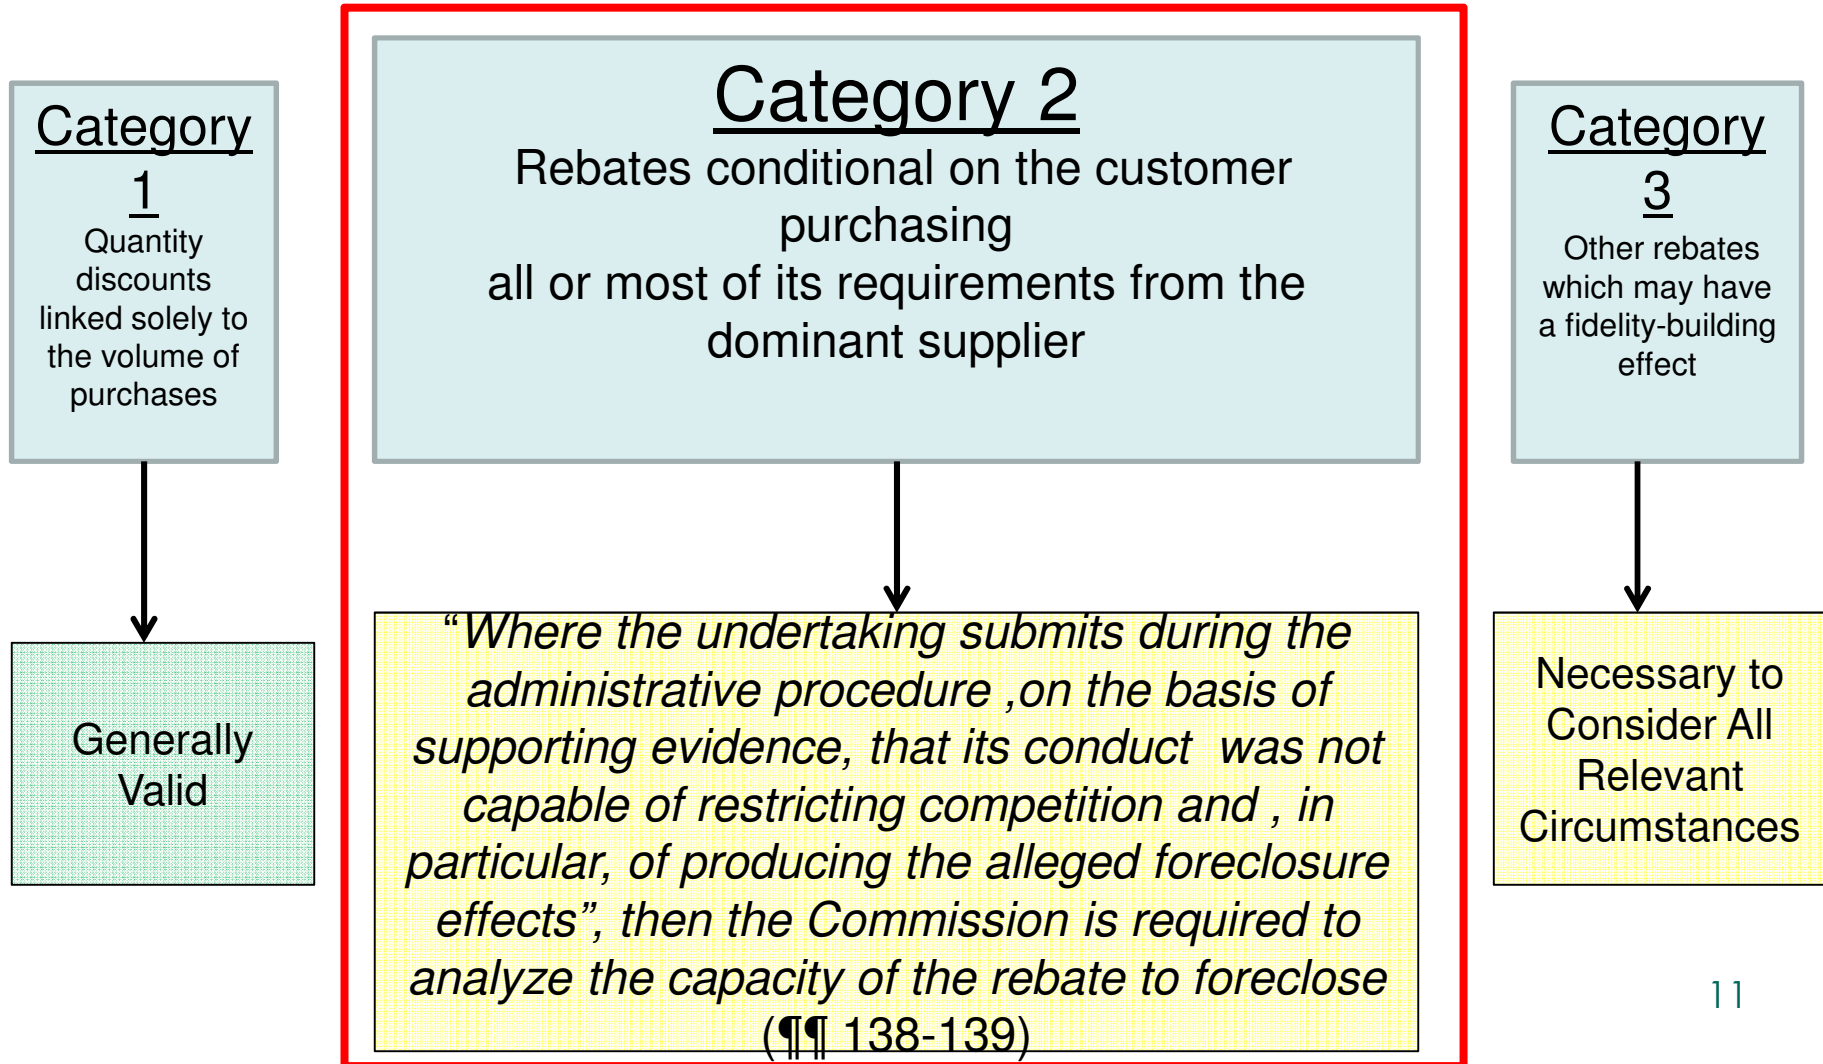 Category
1
Quantity
discounts
linked solely to
the volume of
purchases
Generally
Valid
Category 2
Rebates conditional on the customer
purchasing
all or most of its requirements from the
dominant supplier
“Where the undertaking submits during the
administrative procedure ,on the basis of
supporting evidence, that its conduct  was not
capable of restricting competition and , in
particular, of producing the alleged foreclosure
effects”, then the Commission is required to
analyze the capacity of the rebate to foreclose
(¶¶ 138-139)
Category
3
Other rebates
which may have
a fidelity-building
effect
Necessary to
Consider All
Relevant
Circumstances
11